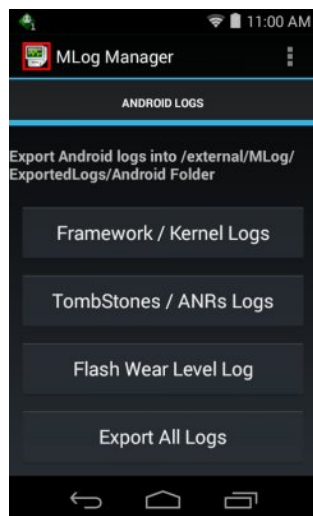 11:00 AM
MLog Manager
ANDROID LOGS
Export Android logs into /external/MLog/
ExportedLogs/Android Folder
Framework / Kernel Logs
TombStones / ANRs Logs
Flash Wear Level Log
Export All Logs